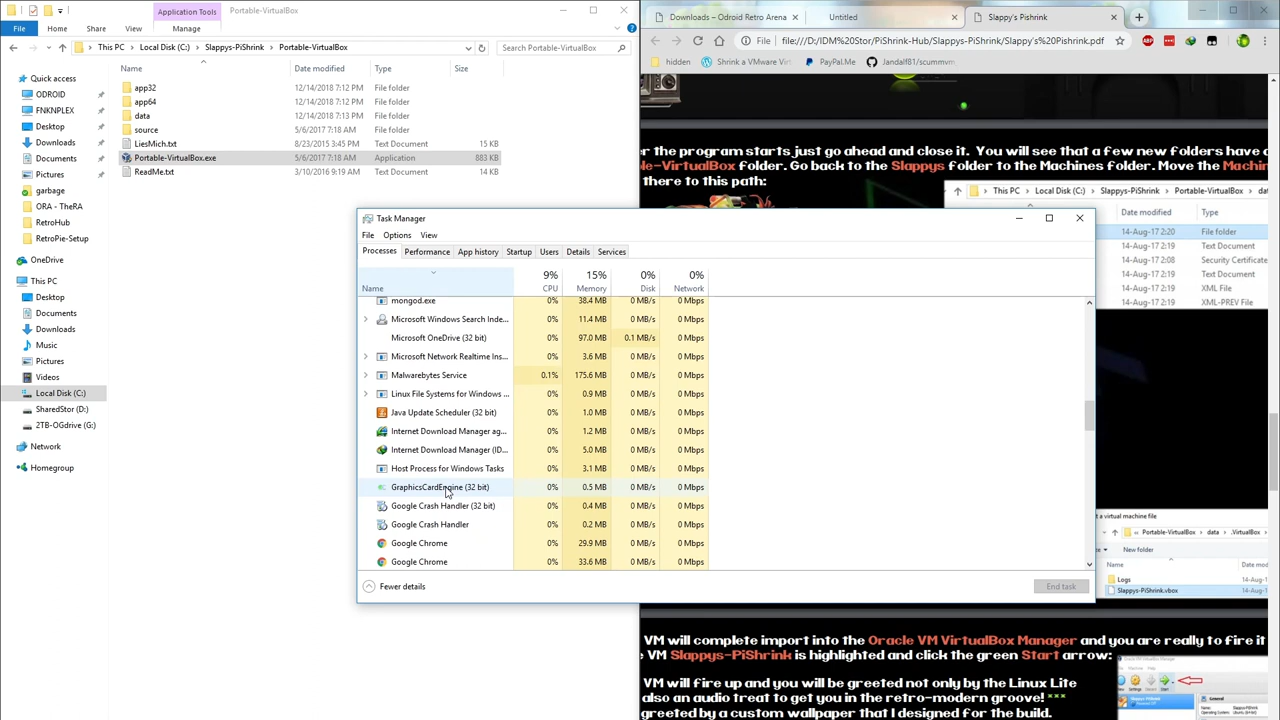 Application Tools
Portable-VirtualBox
File
Home
Share
View
Manage
This PC
Local Disk (C:)
Slappys-PiShrink
Portable-VirtualBox
Search Portable-VirtualBox
Name
Date modified
Type
Size
app32
12/14/2018 7:12 PM
File folder
app64
12/14/2018 7:12 PM
File folder
data
12/14/2018 7:13 PM
File folder
source
5/6/2017 7:18 AM
File folder
LiesMich.txt
8/23/2015 3:45 PM
Text Document
15 KB
Portable-VirtualBox.exe
5/6/2017 7:18 AM
Application
883 KB
ReadMe.txt
3/10/2016 9:19 AM
Text Document
14 KB
Quick access
ODROID
FNKNPLEX
Desktop
Downloads
Documents
Pictures
garbage
ORA - TheRA
RetroHub
RetroPie-Setup
OneDrive
This PC
Desktop
Documents
Downloads
Music
Pictures
Videos
Local Disk (C:)
SharedStor (D:)
2TB-OGdrive (G:)
Network
Homegroup
Downloads – Odroid Retro Arena
Untitled
Slappy's Pishrink
File
file:///D:/IDM%20Stor/PiShrink-Hub/Slappys-PiShrink/Slappy's%20Pishrink.pdf
hidden
Shrink a VMware Virt
PayPal.Me
Jandalf81/scummvm
er the program starts just go ahead and close it. You will see that a few new folders have
le-VirtualBox folder. Go back to the Slappys folder to the Machines folder. Move the Machin
there to this path:
This PC
Local Disk (C:)
Slappys-PiShrink
Portable-VirtualBox
dat
Date modified
Type
14-Aug-17 2:20
File folder
14-Aug-17 2:19
Text Document
14-Aug-17 2:08
Security Certificate
14-Aug-17 2:19
Text Document
14-Aug-17 2:19
XML File
14-Aug-17 2:19
XML-PREV File
Task Manager
File
Options
View
Processes
Performance
App history
Startup
Users
Details
Services
9%
15%
0%
0%
Name
CPU
Memory
Disk
Network
mongod.exe
0%
38.4 MB
0 MB/s
0 Mbps
Microsoft Windows Search Inde...
0%
11.4 MB
0 MB/s
0 Mbps
Microsoft OneDrive (32 bit)
0%
97.0 MB
0.1 MB/s
0 Mbps
Microsoft Network Realtime Ins...
0%
3.6 MB
0 MB/s
0 Mbps
Malwarebytes Service
0.1%
175.6 MB
0 MB/s
0 Mbps
Linux File Systems for Windows ...
0%
0.9 MB
0 MB/s
0 Mbps
Java Update Scheduler (32 bit)
0%
1.0 MB
0 MB/s
0 Mbps
Internet Download Manager ag...
0%
1.2 MB
0 MB/s
0 Mbps
Internet Download Manager (ID...
0%
5.0 MB
0 MB/s
0 Mbps
Host Process for Windows Tasks
0%
3.1 MB
0 MB/s
0 Mbps
GraphicsCardEngine (32 bit)
0%
0.5 MB
0 MB/s
0 Mbps
Google Crash Handler (32 bit)
0%
0.4 MB
0 MB/s
0 Mbps
Google Crash Handler
0%
0.2 MB
0 MB/s
0 Mbps
Google Chrome
0%
29.9 MB
0 MB/s
0 Mbps
Google Chrome
0%
33.6 MB
0 MB/s
0 Mbps
Fewer details
End task
t a virtual machine file
Portable-VirtualBox
data
.VirtualBox
New folder
Name
Date mod
Logs
14-Aug-
Slappys-PiShrink.vbox
14-Aug-1
VM will complete import into the Oracle VM VirtualBox Manager and you are really to fire it
e VM Slappys-PiShrink is highlighted and click the green Start arrow:
VM will fire up and you will be greeted not only by the Linux Lite
also an audio treat to get you in the retro-modern groove! ***